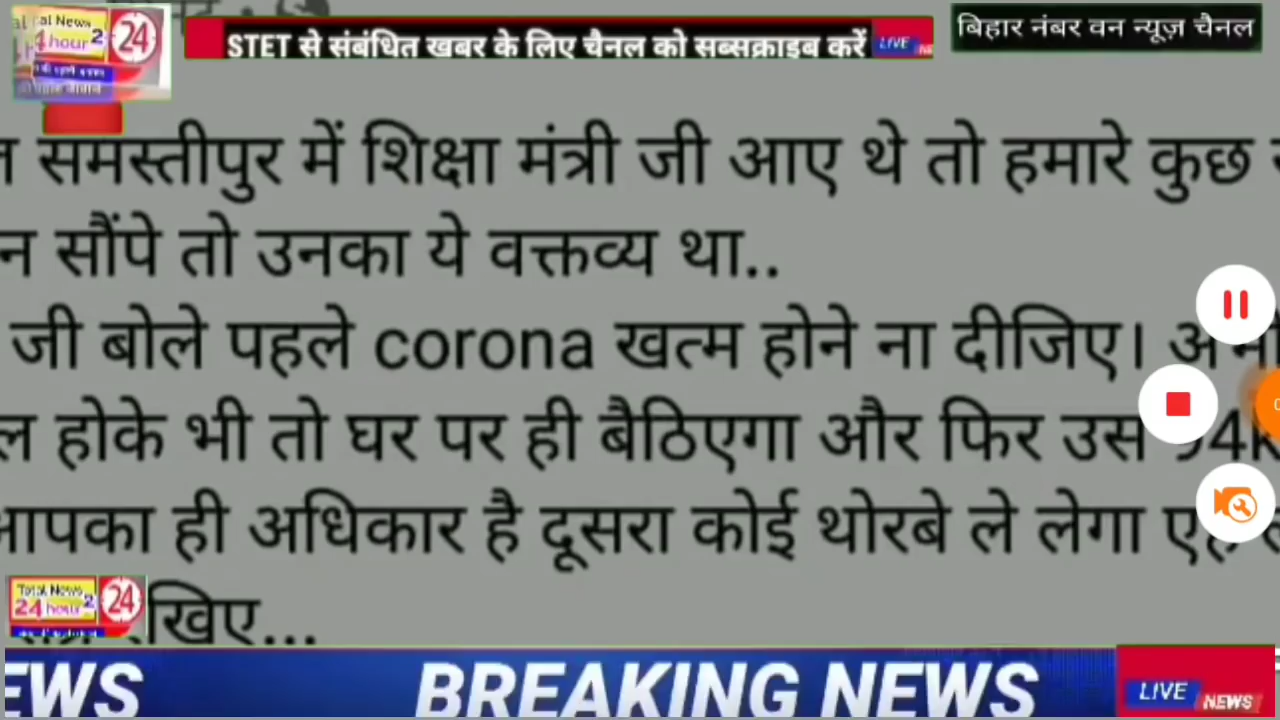 Total News
24 hour 2
24
STET से संबंधित खबर के लिए चैनल को सब्सक्राइब करें LIVE
बिहार नंबर वन न्यूज़ चैनल
समस्तीपुर में शिक्षा मंत्री जी आए थे तो हमारे कुछ
न सौंपे तो उनका ये वक्तव्य था..
जी बोले पहले corona खत्म होने ना दीजिए।
होके भी तो घर पर ही बैठिएगा और फिर उस
आपका ही अधिकार है दूसरा कोई थोरबे ले लेगा
Total News
24 hour 2
24
EWS BREAKING NEWS LIVE NEWS